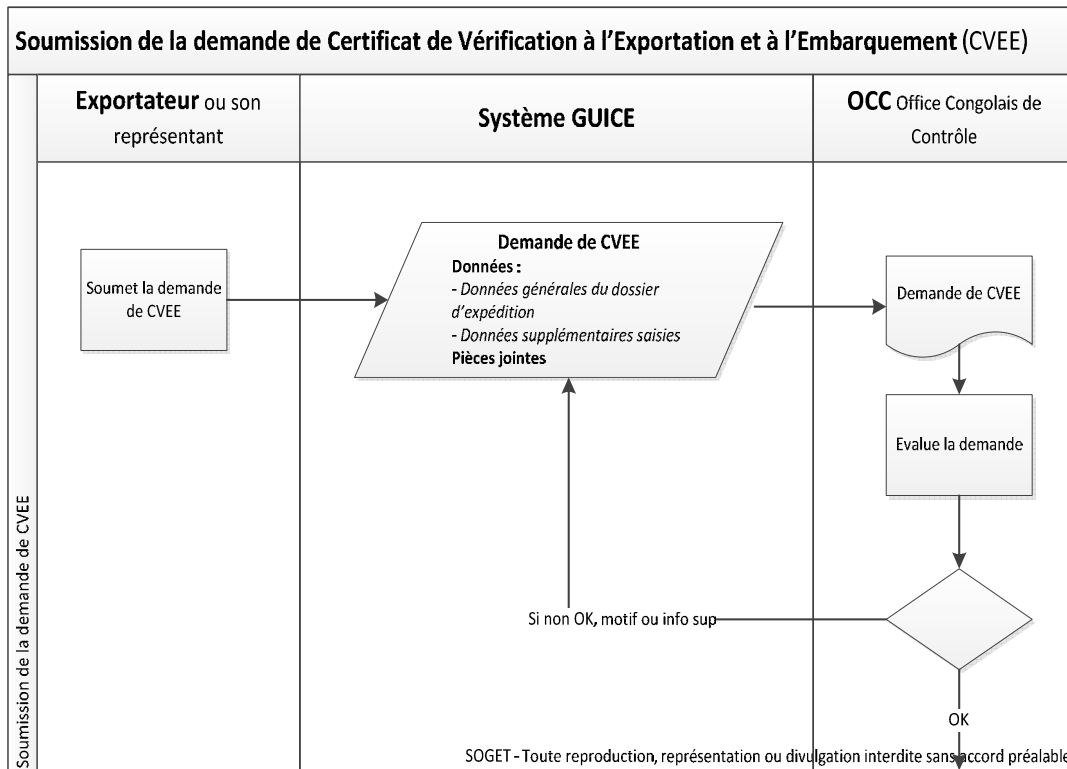 Soumission de la demande de Certificat de Vérification à l'Exportation et à l'Embarquement (CVEE)
Exportateur ou son
représentant
Système GUICE
OCC Office Congolais de
Contrôle
Soumet la demande
de CVEE
Demande de CVEE
Données :
- Données générales du dossier
d'expédition
- Données supplémentaires saisies
Pièces jointes
Demande de CVEE
Evalue la demande
Si non OK, motif ou info sup
OK
Soumission de la demande de CVEE
SOGET - Toute reproduction, représentation ou divulgation interdite sans accord préalable